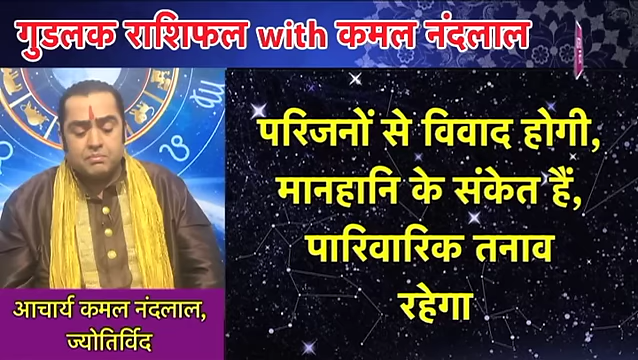 गुडलक राशिफल with कमल नंदलाल
परिजनों से विवाद होगी,
मानहानि के संकेत हैं,
पारिवारिक तनाव
रहेगा
आचार्य कमल नंदलाल,
ज्योतिर्विद